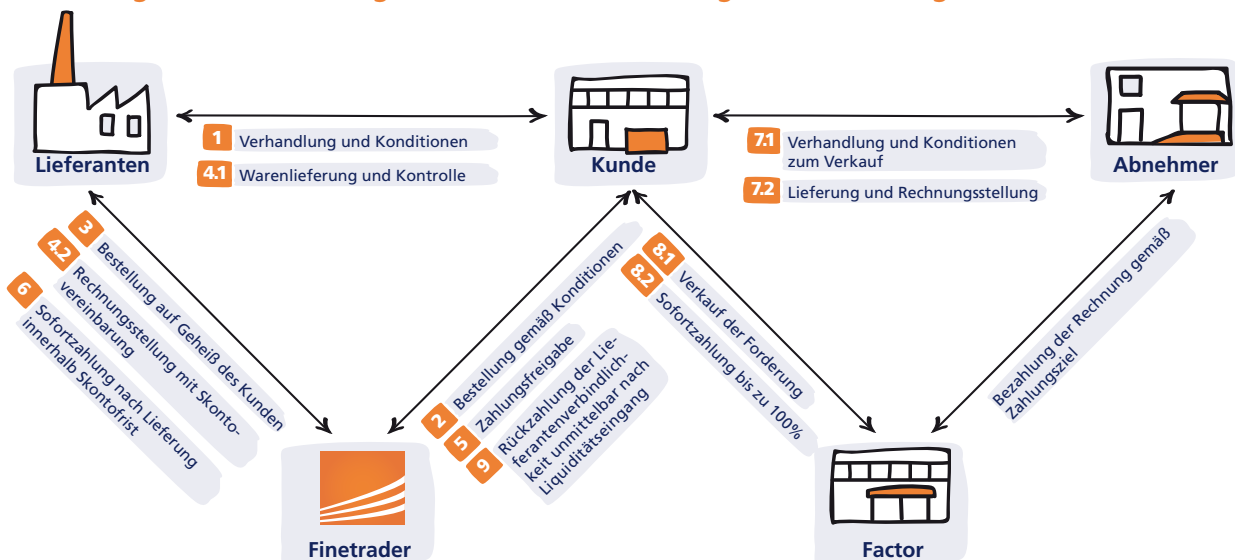 Lieferanten
Kunde
Abnehmer
1 Verhandlung und Konditionen
4.1 Warenlieferung und Kontrolle
7.1 Verhandlung und Konditionen
zum Verkauf
7.2 Lieferung und Rechnungsstellung
3 Bestellung auf Geheiß des Kunden
4.2 Rechnungsstellung mit Skonto-
vereinbarung
6 Sofortzahlung nach Lieferung
innerhalb Skontofrist
2 Bestellung gemäß Konditionen
5 Zahlungsfreigabe
9 Rückzahlung der Lie-
ferantenverbindlich-
keit unmittelbar nach
Liquiditätseingang
8.1 Verkauf der Forderung
8.2 Sofortzahlung bis zu 100%
Bezahlung der Rechnung gemäß
Zahlungsziel
Finetrader
Factor